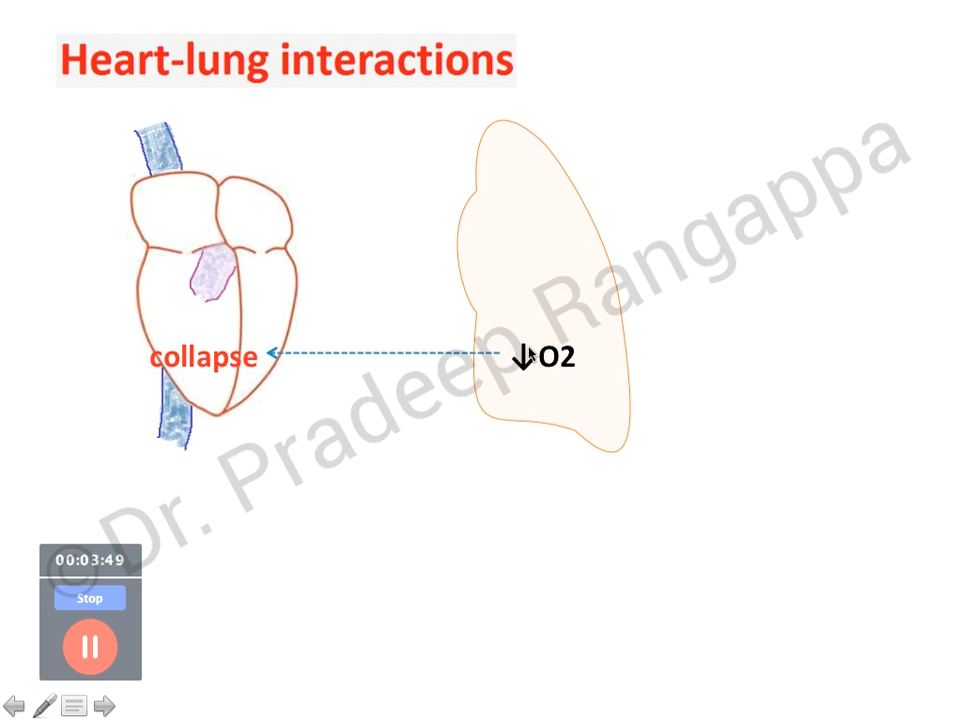 Heart-lung interactions
collapse
↓O2
© Dr. Pradeep Rangappa
00:03:49
Stop